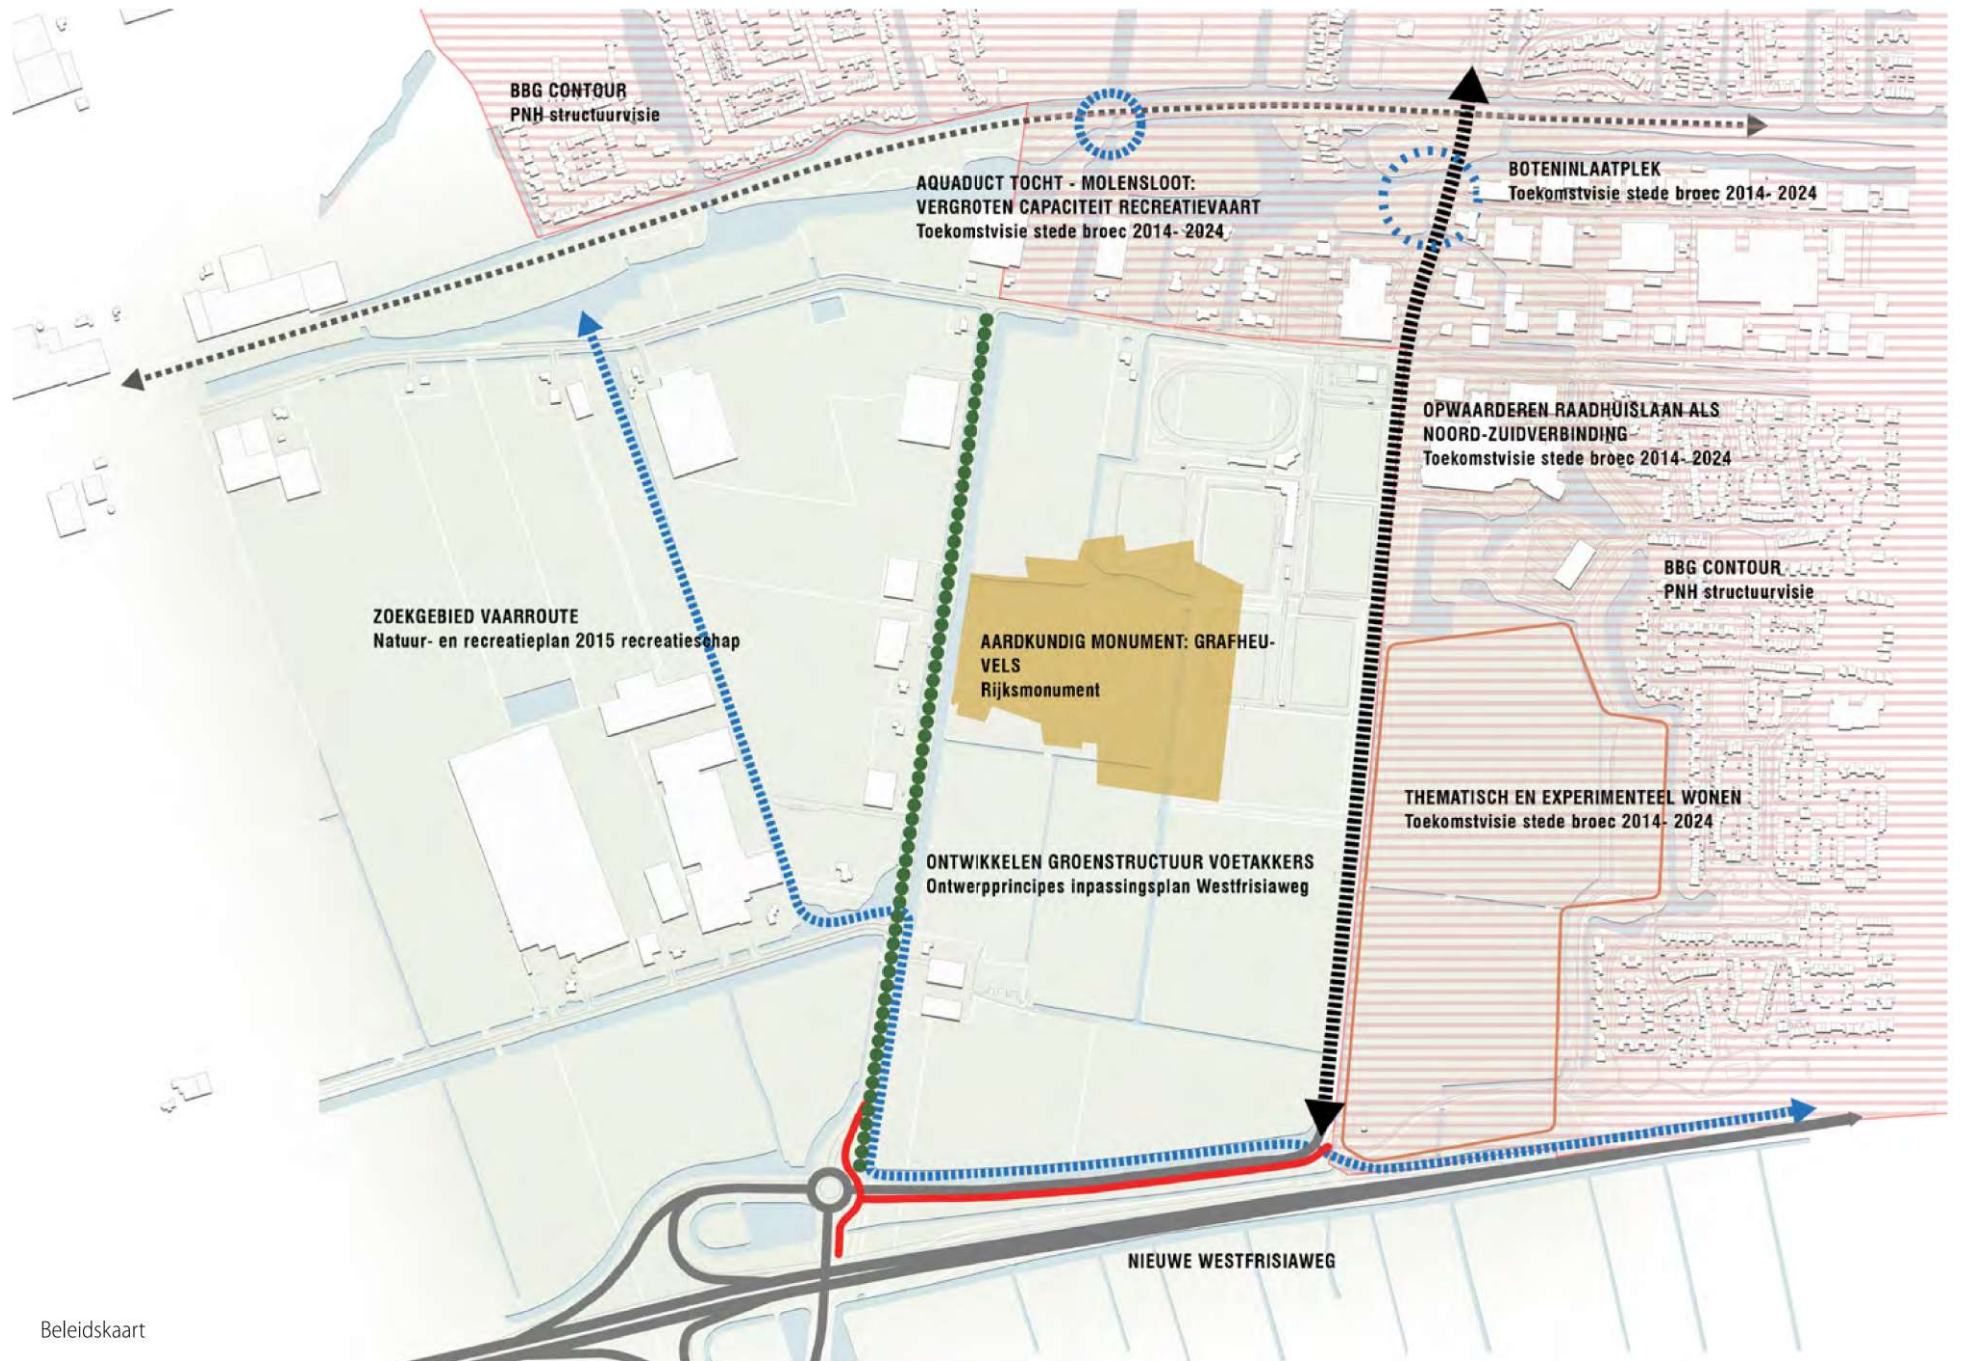 BBG CONTOUR
PNH structuurvisie
AQUADUCT TOCHT - MOLENSLOOT:
VERGROTEN CAPACITEIT RECREATIEVAART
Toekomstvisie stede broec 2014- 2024
BOTENINLAATPLEK
Toekomstvisie stede broec 2014- 2024
OPWAARDEREN RAADHUISLAAN ALS
NOORD-ZUIDVERBINDING
Toekomstvisie stede broec 2014- 2024
BBG CONTOUR
PNH structuurvisie
ZOEKGEBIED VAARROUTE
Natuur- en recreatieplan 2015 recreatieschap
AARDKUNDIG MONUMENT: GRAFHEU-
VELS
Rijksmonument
THEMATISCH EN EXPERIMENTEEL WONEN
Toekomstvisie stede broec 2014- 2024
ONTWIKKELEN GROENSTRUCTUUR VOETAKKERS
Ontwerpprincipes inpassingsplan Westfrisiaweg
NIEUWE WESTFRISIAWEG
Beleidskaart